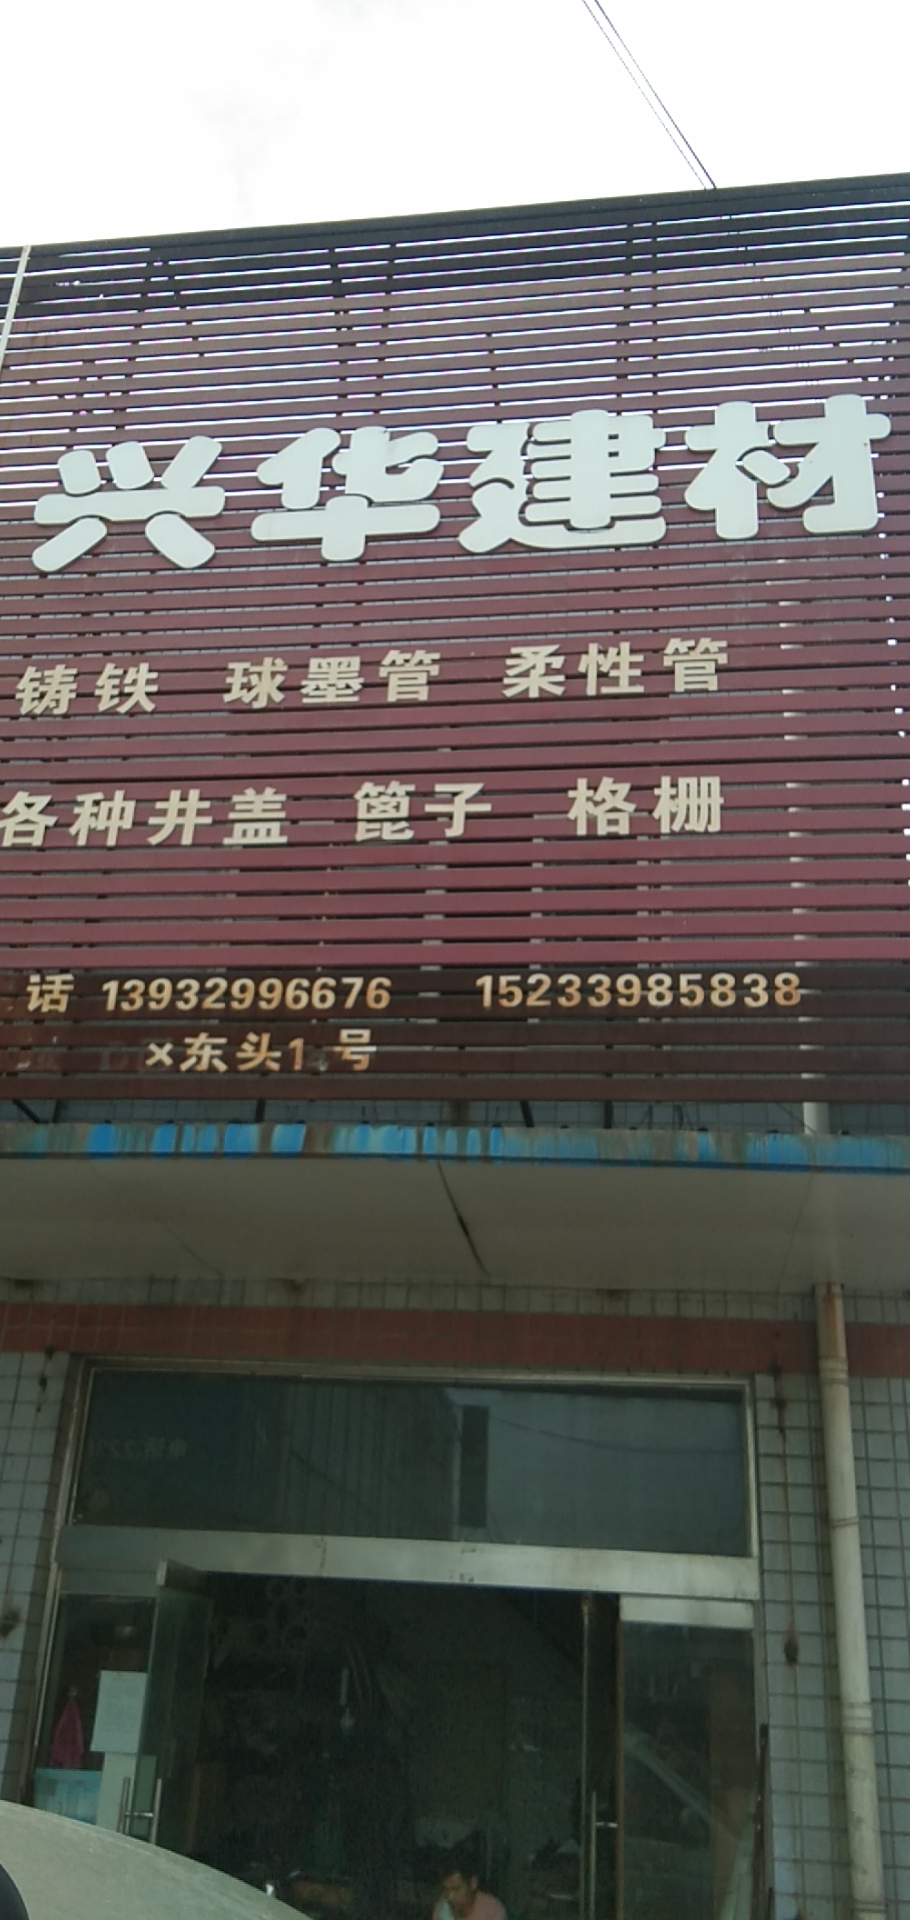 兴华建材
铸铁 球墨管 柔性管
各种井盖 篦子 格栅
话 13932996676 15233985838
×东头1 号